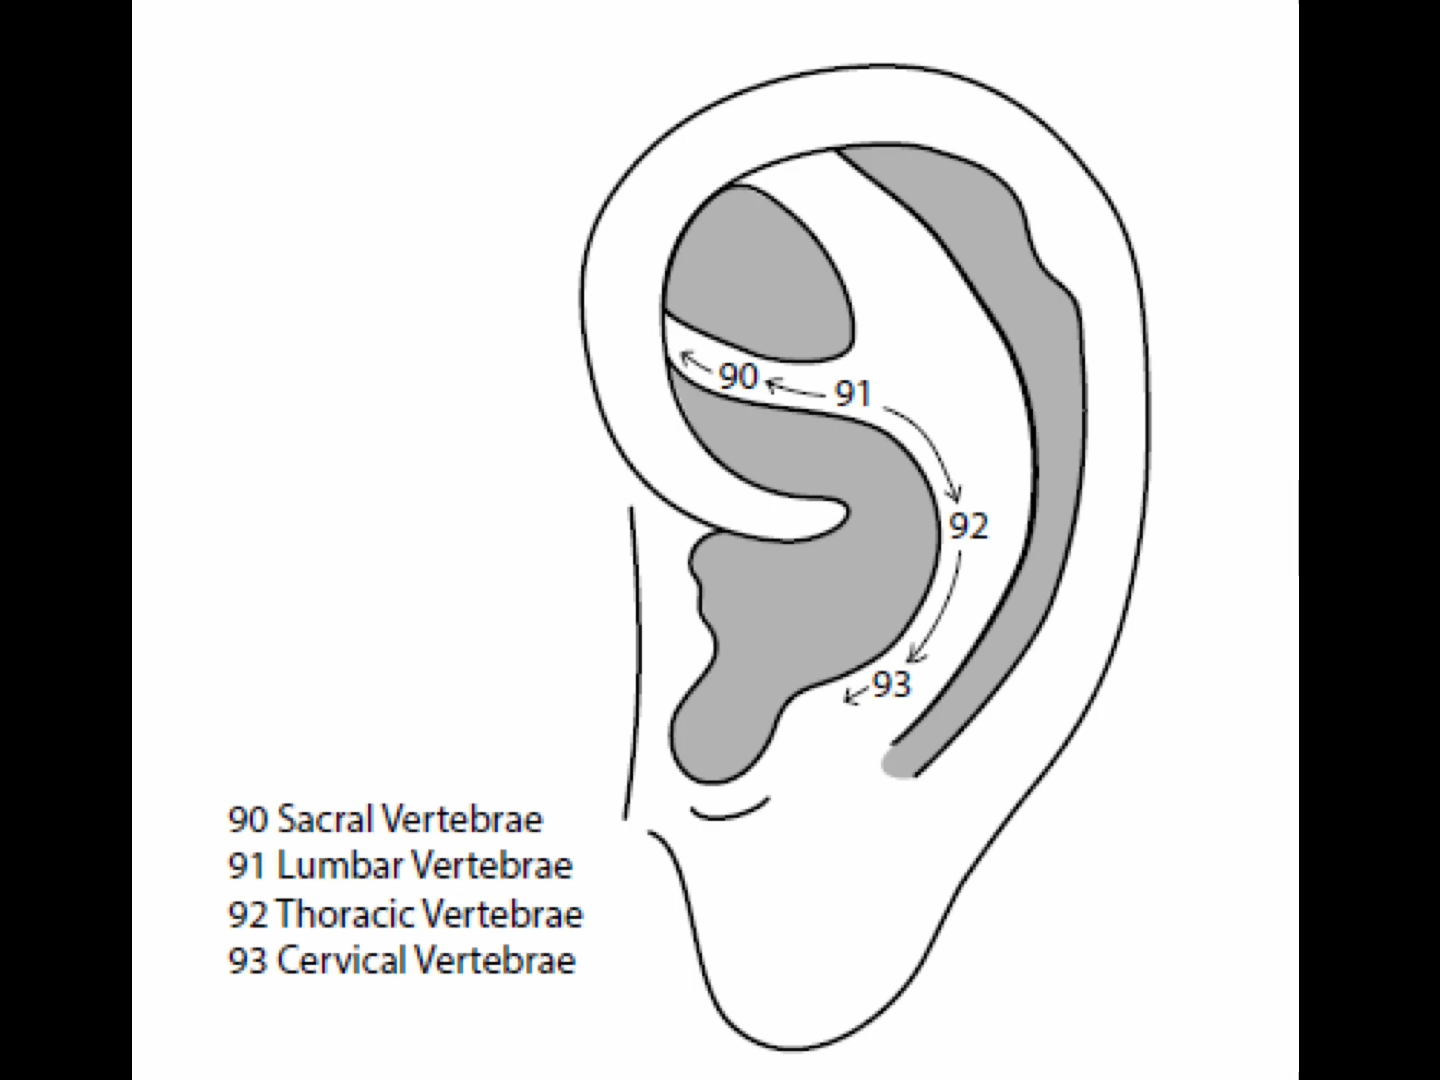 90
91
92
93
90 Sacral Vertebrae
91 Lumbar Vertebrae
92 Thoracic Vertebrae
93 Cervical Vertebrae